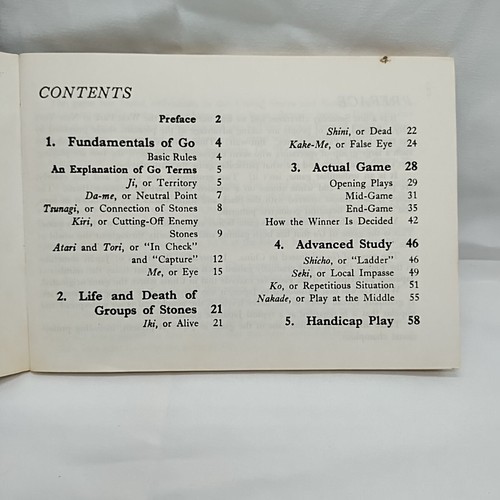 CONTENTS
Preface 2
1. Fundamentals of Go 4
Basic Rules 4
An Explanation of Go Terms 5
Ji, or Territory 5
Da-me, or Neutral Point 7
Tsunagi, or Connection of Stones 8
Kiri, or Cutting-Off Enemy
Stones 9
Atari and Tori, or "In Check"
and "Capture" 12
Me, or Eye 15
2. Life and Death of
Groups of Stones 21
Iki, or Alive 21
Shini, or Dead 22
Kake-Me, or False Eye 24
3. Actual Game 28
Opening Plays 29
Mid-Game 31
End-Game 35
How the Winner Is Decided 42
4. Advanced Study 46
Shicho, or "Ladder" 46
Seki, or Local Impasse 49
Ko, or Repetitious Situation 51
Nakade, or Play at the Middle 55
5. Handicap Play 58